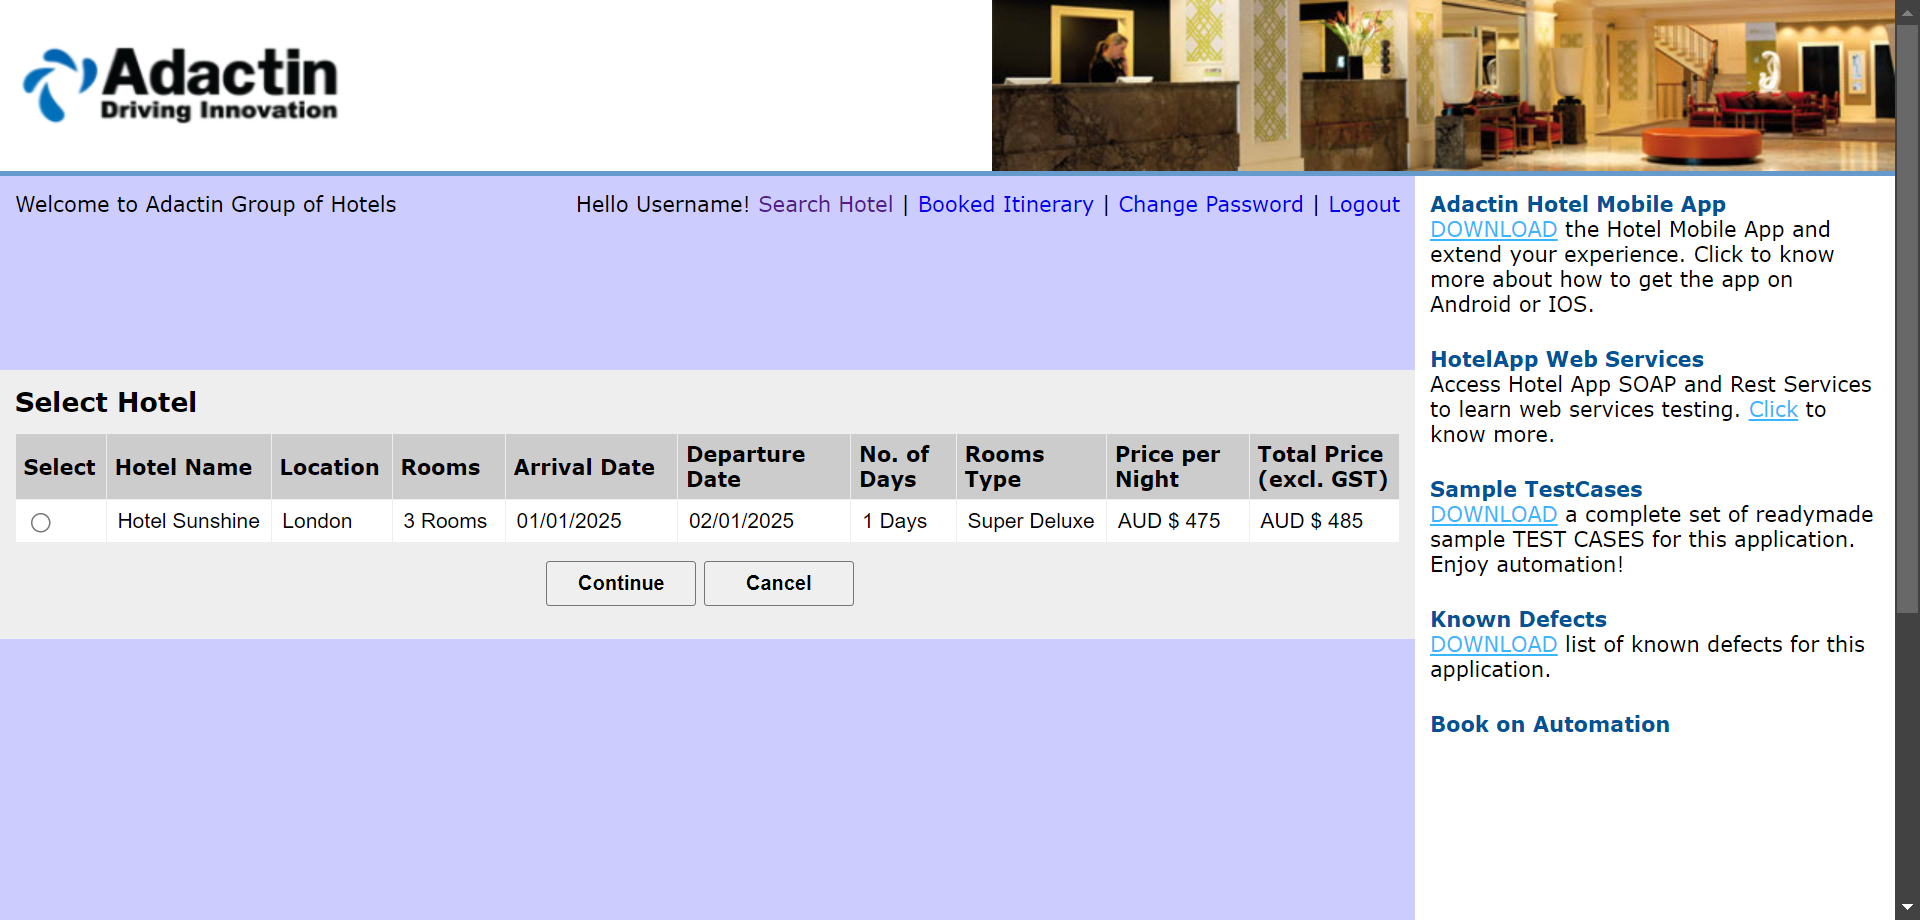 Adactin
Driving Innovation
Welcome to Adactin Group of Hotels
Hello Username! Search Hotel | Booked Itinerary | Change Password | Logout
Select Hotel
Select Hotel Name Location Rooms Arrival Date Departure Date No. of Days Rooms Type Price per Night Total Price (excl. GST)
Hotel Sunshine London 3 Rooms 01/01/2025 02/01/2025 1 Days Super Deluxe AUD $ 475 AUD $ 485
Continue Cancel
Adactin Hotel Mobile App
DOWNLOAD the Hotel Mobile App and
extend your experience. Click to know
more about how to get the app on
Android or IOS.
HotelApp Web Services
Access Hotel App SOAP and Rest Services
to learn web services testing. Click to
know more.
Sample TestCases
DOWNLOAD a complete set of readymade
sample TEST CASES for this application.
Enjoy automation!
Known Defects
DOWNLOAD list of known defects for this
application.
Book on Automation